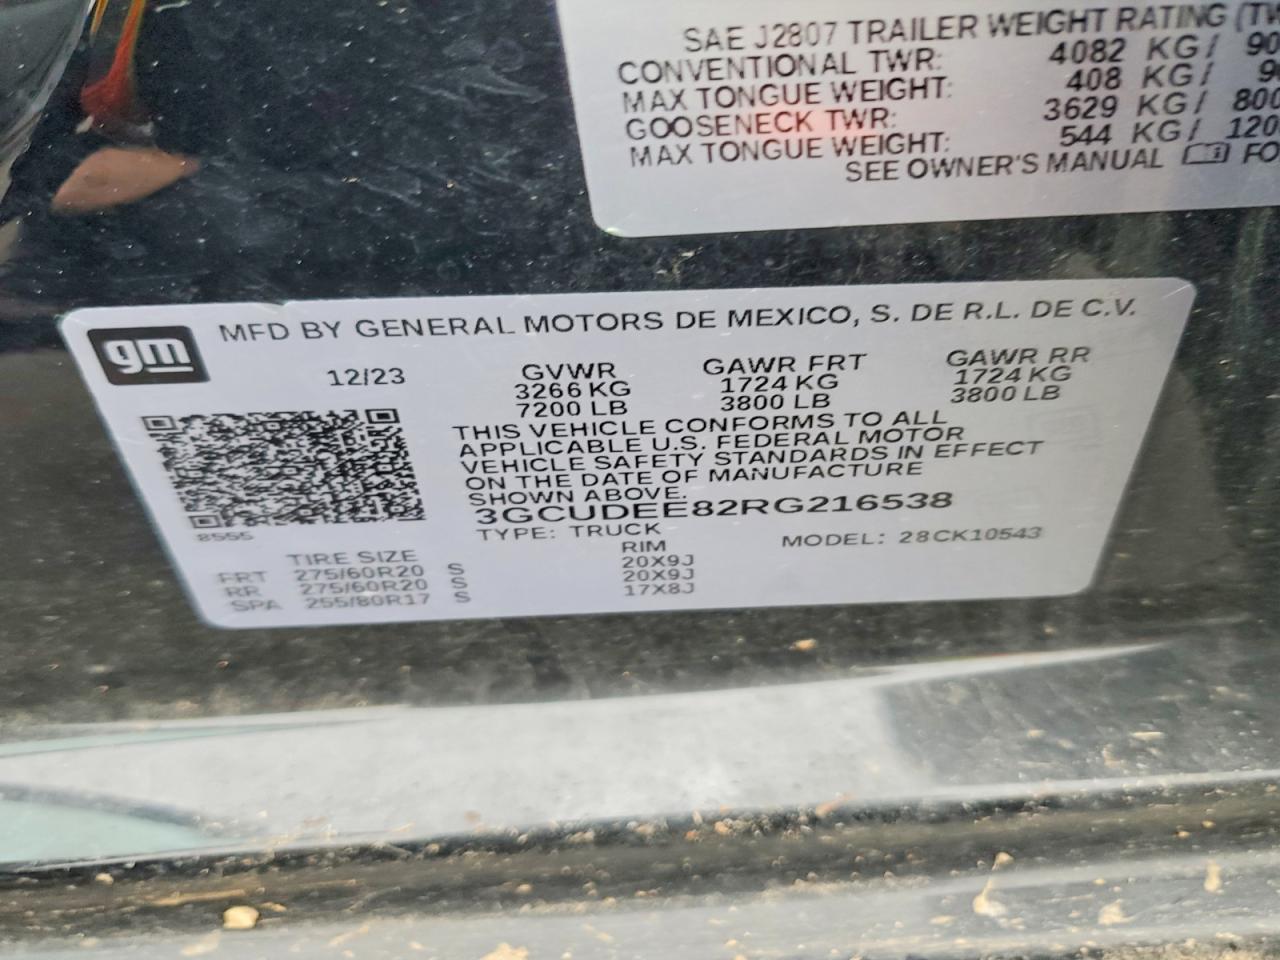 SAE J2807 TRAILER WEIGHT RATING
CONVENTIONAL TWR: 4082 KG/
MAX TONGUE WEIGHT: 408 KG/
GOOSENECK TWR: 3629 KG/ 800
MAX TONGUE WEIGHT: 544 KG/ 120
SEE OWNER'S MANUAL FO
gm
MFD BY GENERAL MOTORS DE MEXICO, S. DE R.L. DE C.V.
12/23 GVWR GAWR FRT GAWR RR
3266 KG 1724 KG 1724 KG
7200 LB 3800 LB 3800 LB
THIS VEHICLE CONFORMS TO ALL
APPLICABLE U.S. FEDERAL MOTOR
VEHICLE SAFETY STANDARDS IN EFFECT
ON THE DATE OF MANUFACTURE
SHOWN ABOVE.
3GCUDEE82RG216538
8555
TYPE: TRUCK MODEL: 28CK10543
TIRE SIZE RIM
FRT 275/60R20 S 20X9J
RR 275/60R20 S 20X9J
SPA 255/80R17 S 17X8J